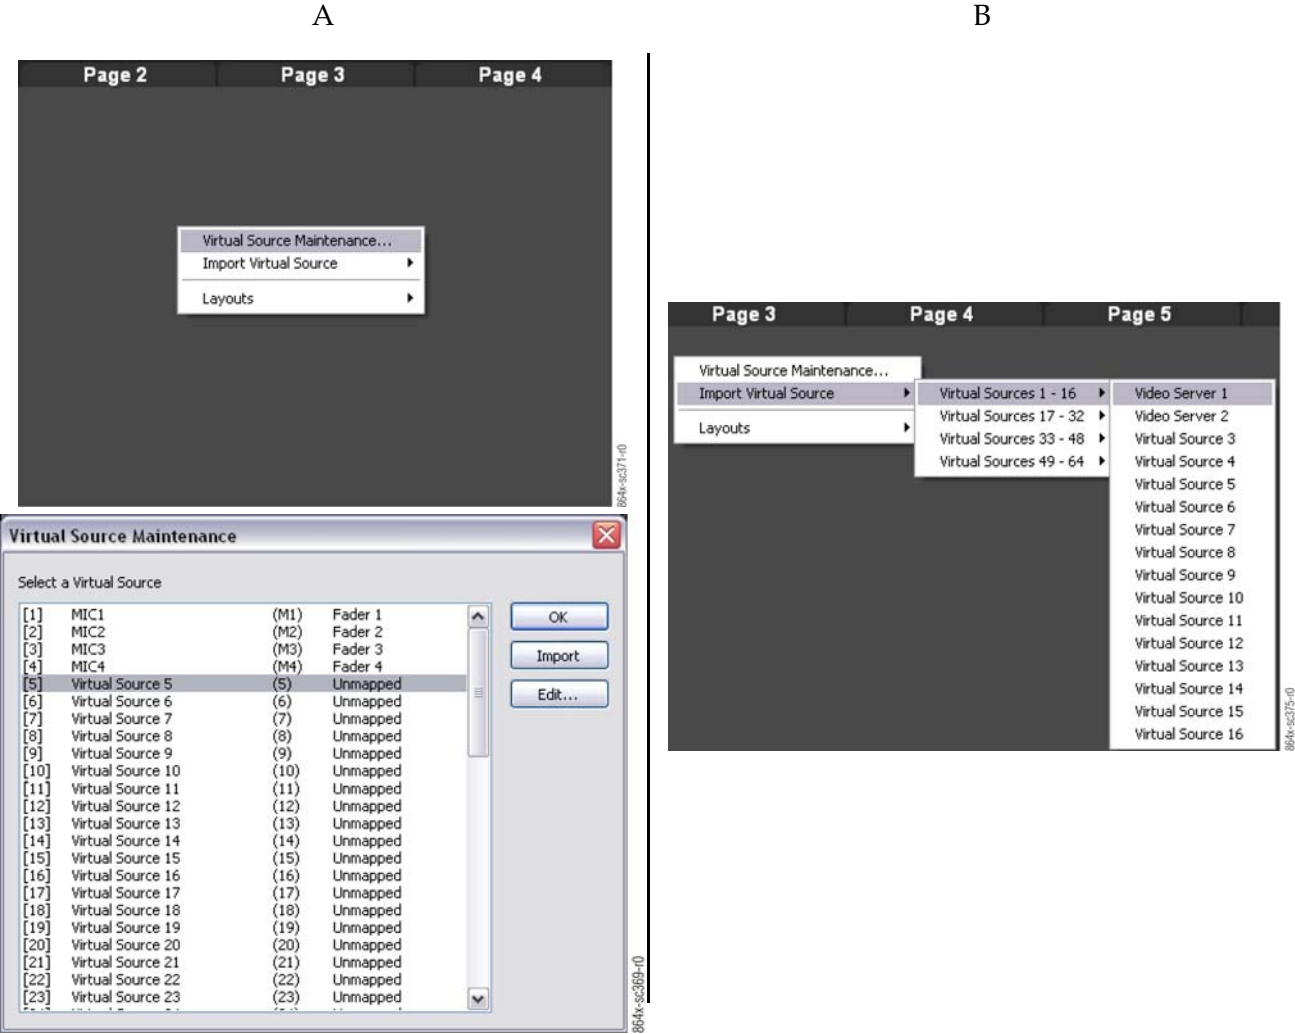 A
Page 2 Page 3 Page 4
Virtual Source Maintenance...
Import Virtual Source
Layouts
864x-sc371-r0
Virtual Source Maintenance
Select a Virtual Source
[1] MIC1 (M1) Fader 1
[2] MIC2 (M2) Fader 2
[3] MIC3 (M3) Fader 3
[4] MIC4 (M4) Fader 4
[5] Virtual Source 5 (5) Unmapped
[6] Virtual Source 6 (6) Unmapped
[7] Virtual Source 7 (7) Unmapped
[8] Virtual Source 8 (8) Unmapped
[9] Virtual Source 9 (9) Unmapped
[10] Virtual Source 10 (10) Unmapped
[11] Virtual Source 11 (11) Unmapped
[12] Virtual Source 12 (12) Unmapped
[13] Virtual Source 13 (13) Unmapped
[14] Virtual Source 14 (14) Unmapped
[15] Virtual Source 15 (15) Unmapped
[16] Virtual Source 16 (16) Unmapped
[17] Virtual Source 17 (17) Unmapped
[18] Virtual Source 18 (18) Unmapped
[19] Virtual Source 19 (19) Unmapped
[20] Virtual Source 20 (20) Unmapped
[21] Virtual Source 21 (21) Unmapped
[22] Virtual Source 22 (22) Unmapped
[23] Virtual Source 23 (23) Unmapped
OK
Import
Edit...
864x-sc369-r0
B
Page 3 Page 4 Page 5
Virtual Source Maintenance...
Import Virtual Source
Layouts
Virtual Sources 1 - 16
Virtual Sources 17 - 32
Virtual Sources 33 - 48
Virtual Sources 49 - 64
Video Server 1
Video Server 2
Virtual Source 3
Virtual Source 4
Virtual Source 5
Virtual Source 6
Virtual Source 7
Virtual Source 8
Virtual Source 9
Virtual Source 10
Virtual Source 11
Virtual Source 12
Virtual Source 13
Virtual Source 14
Virtual Source 15
Virtual Source 16
864x-sc375-r0